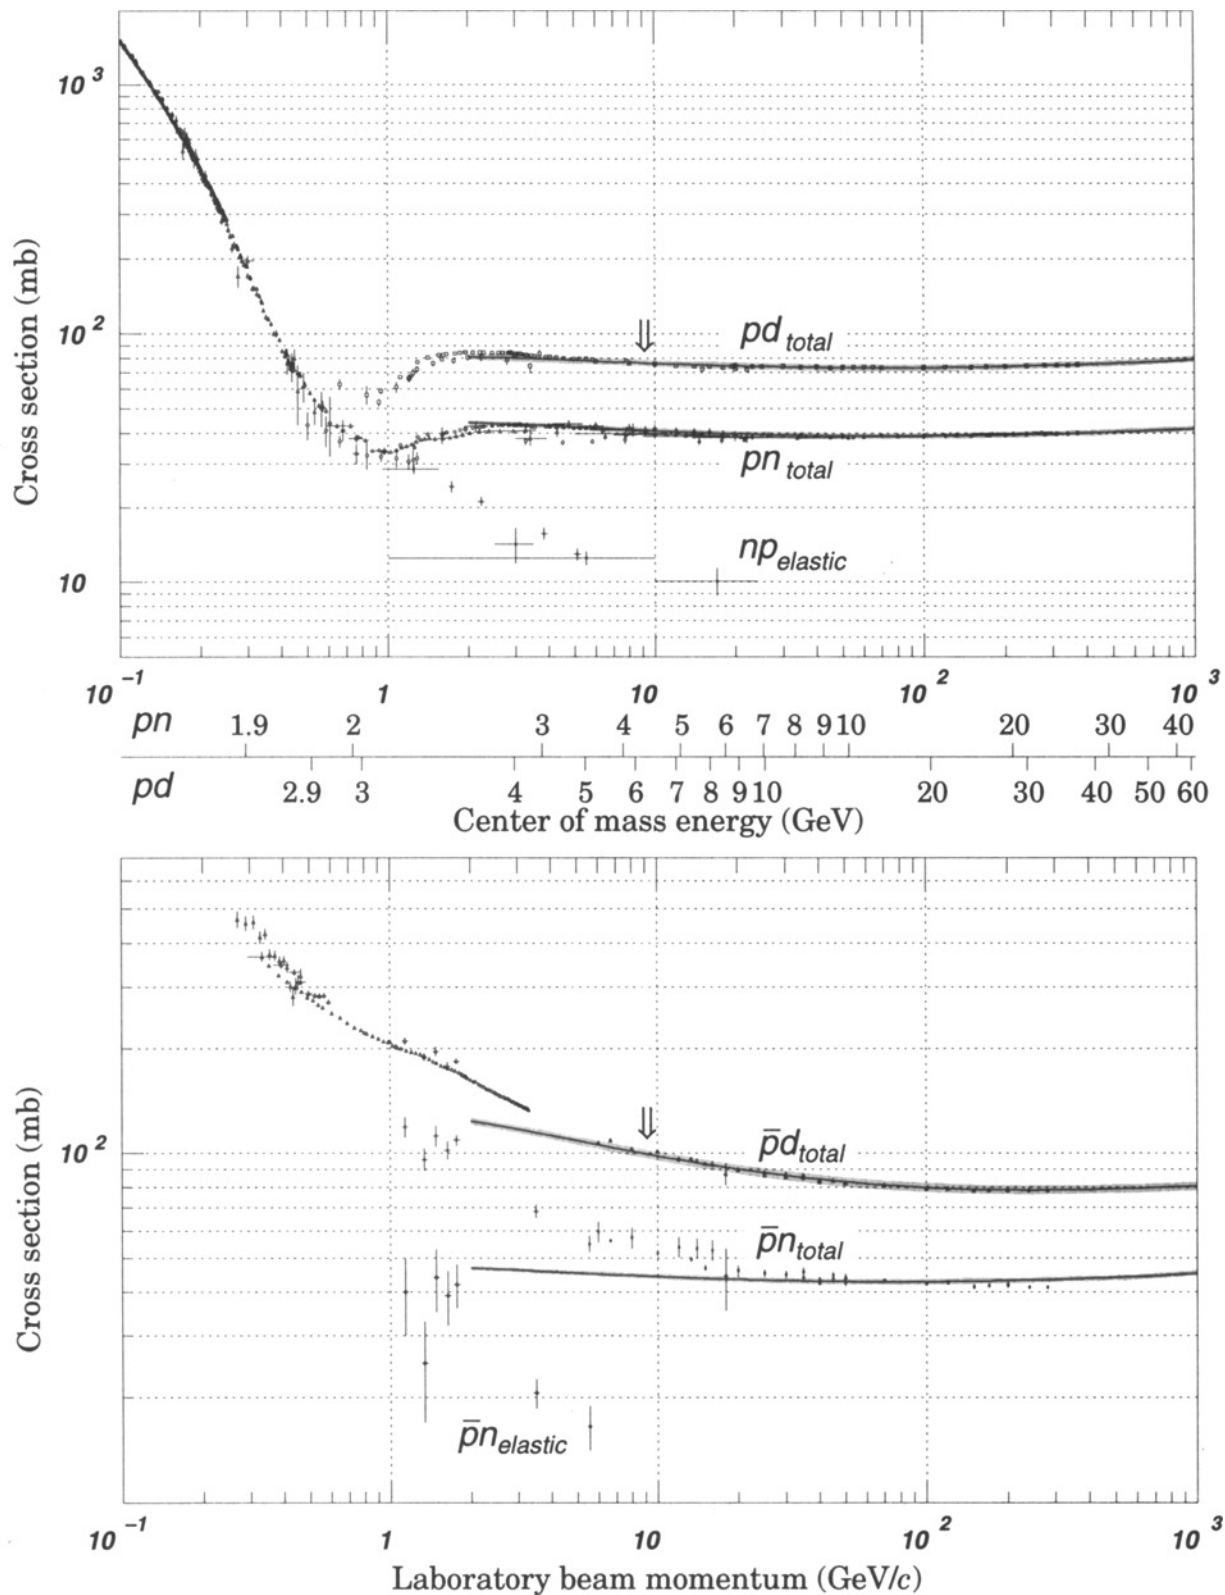 10 3
10 2
10
Cross section (mb)
⇓
pd total
pn total
np elastic
10 −1 1 10 10 2 10 3
pn 1.9 2 3 4 5 6 7 8 9 10 20 30 40
pd 2.9 3 4 5 6 7 8 9 10 20 30 40 50 60
Center of mass energy (GeV)
10 2
Cross section (mb)
⇓
p̅d total
p̅n total
p̅n elastic
10 −1 1 10 10 2 10 3
Laboratory beam momentum (GeV/c)